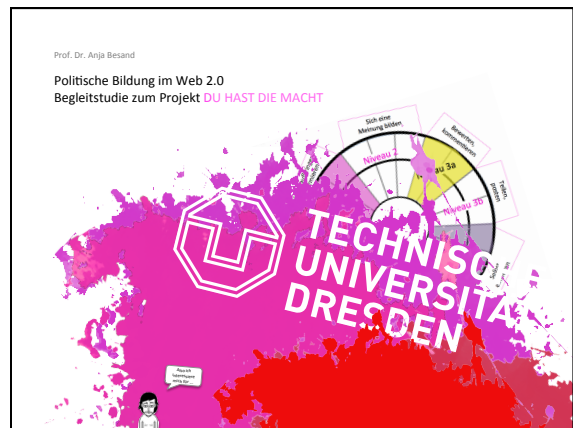 Prof. Dr. Anja Besand
Politische Bildung im Web 2.0
Begleitstudie zum Projekt DU HAST DIE MACHT
Sich eine
Meinung bilden
Bewerten,
kommentieren
Niveau 2
au 3a
Teilen,
posten
Niveau 3b
TECHNISC
UNIVERSITÄ
DRESDEN